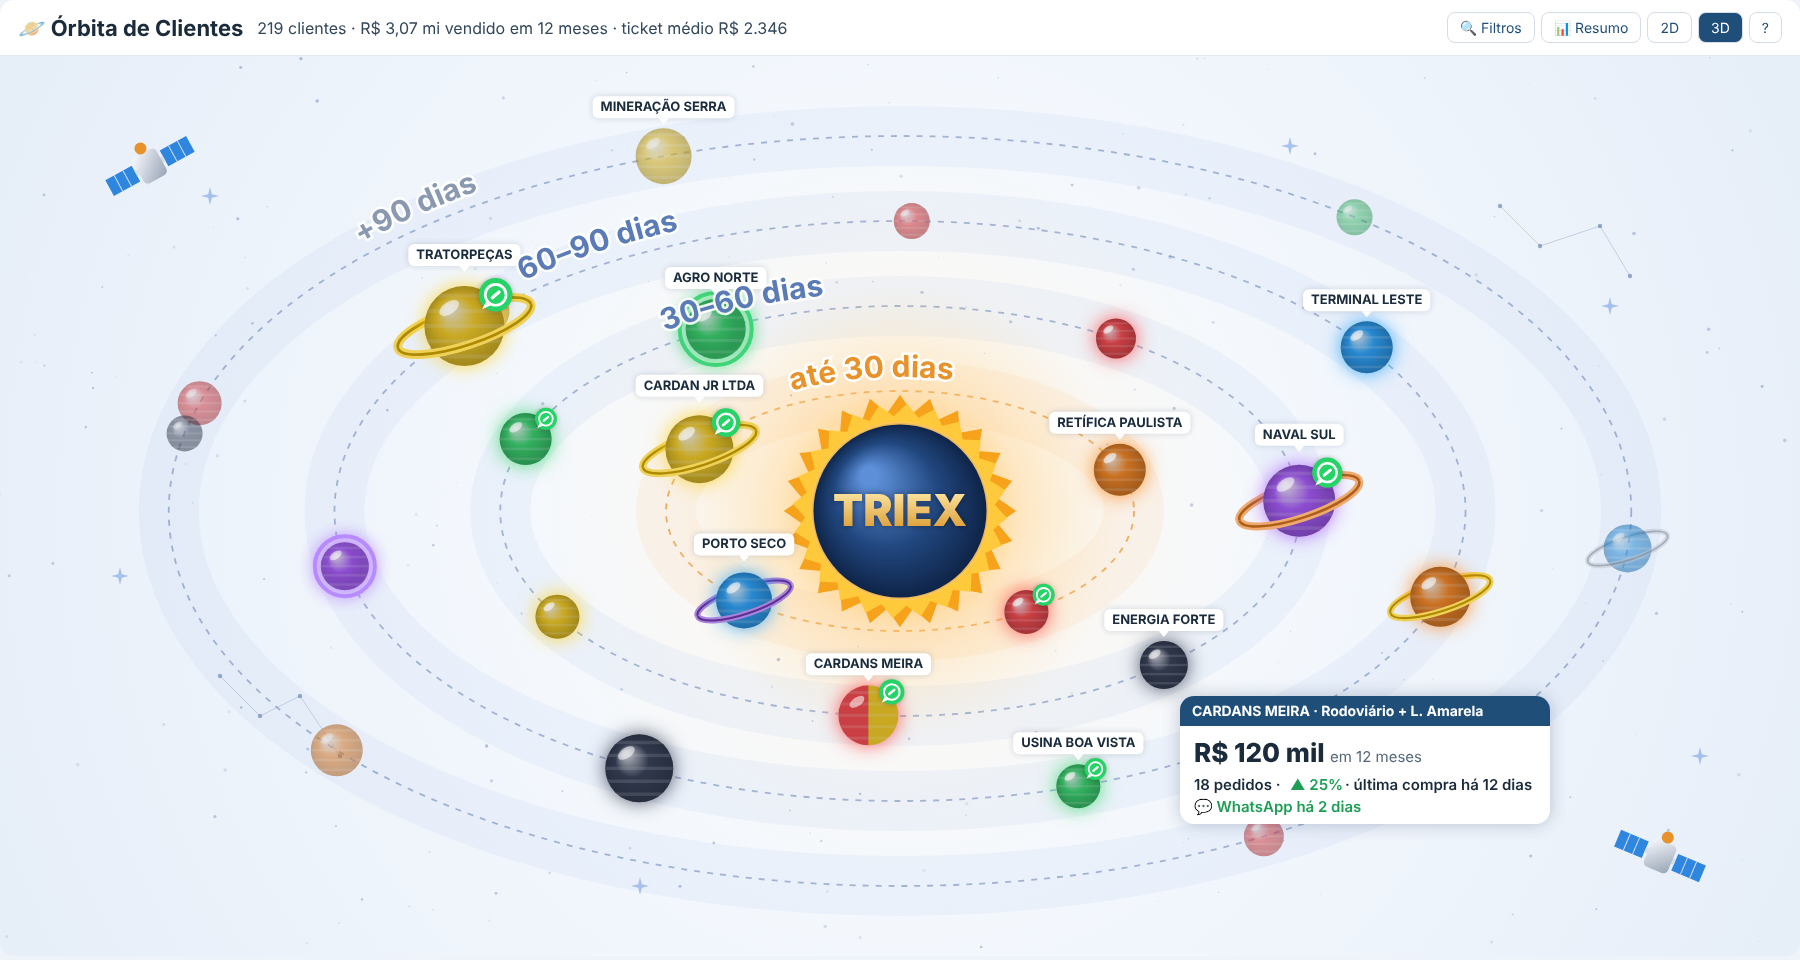 Órbita de Clientes
219 clientes · R$ 3,07 mi vendido em 12 meses · ticket médio R$ 2.346
Filtros
Resumo
2D
3D
?
MINERAÇÃO SERRA
+90 dias
60–90 dias
TRATORPEÇAS
AGRO NORTE
30–60 dias
TERMINAL LESTE
até 30 dias
CARDAN JR LTDA
RETÍFICA PAULISTA
NAVAL SUL
TRIEX
PORTO SECO
ENERGIA FORTE
CARDANS MEIRA
USINA BOA VISTA
CARDANS MEIRA · Rodoviário + L. Amarela
R$ 120 mil em 12 meses
18 pedidos · ▲ 25% · última compra há 12 dias
WhatsApp há 2 dias